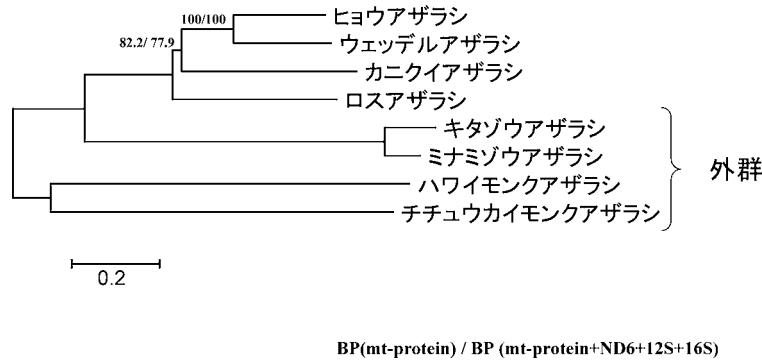 100/100
ヒョウアザラシ
82.2/ 77.9
ウェッデルアザラシ
カニクイアザラシ
ロスアザラシ
キタゾウアザラシ
ミナミゾウアザラシ
外群
ハワイモンクアザラシ
チチュウカイモンクアザラシ
0.2
BP(mt-protein) / BP (mt-protein+ND6+12S+16S)